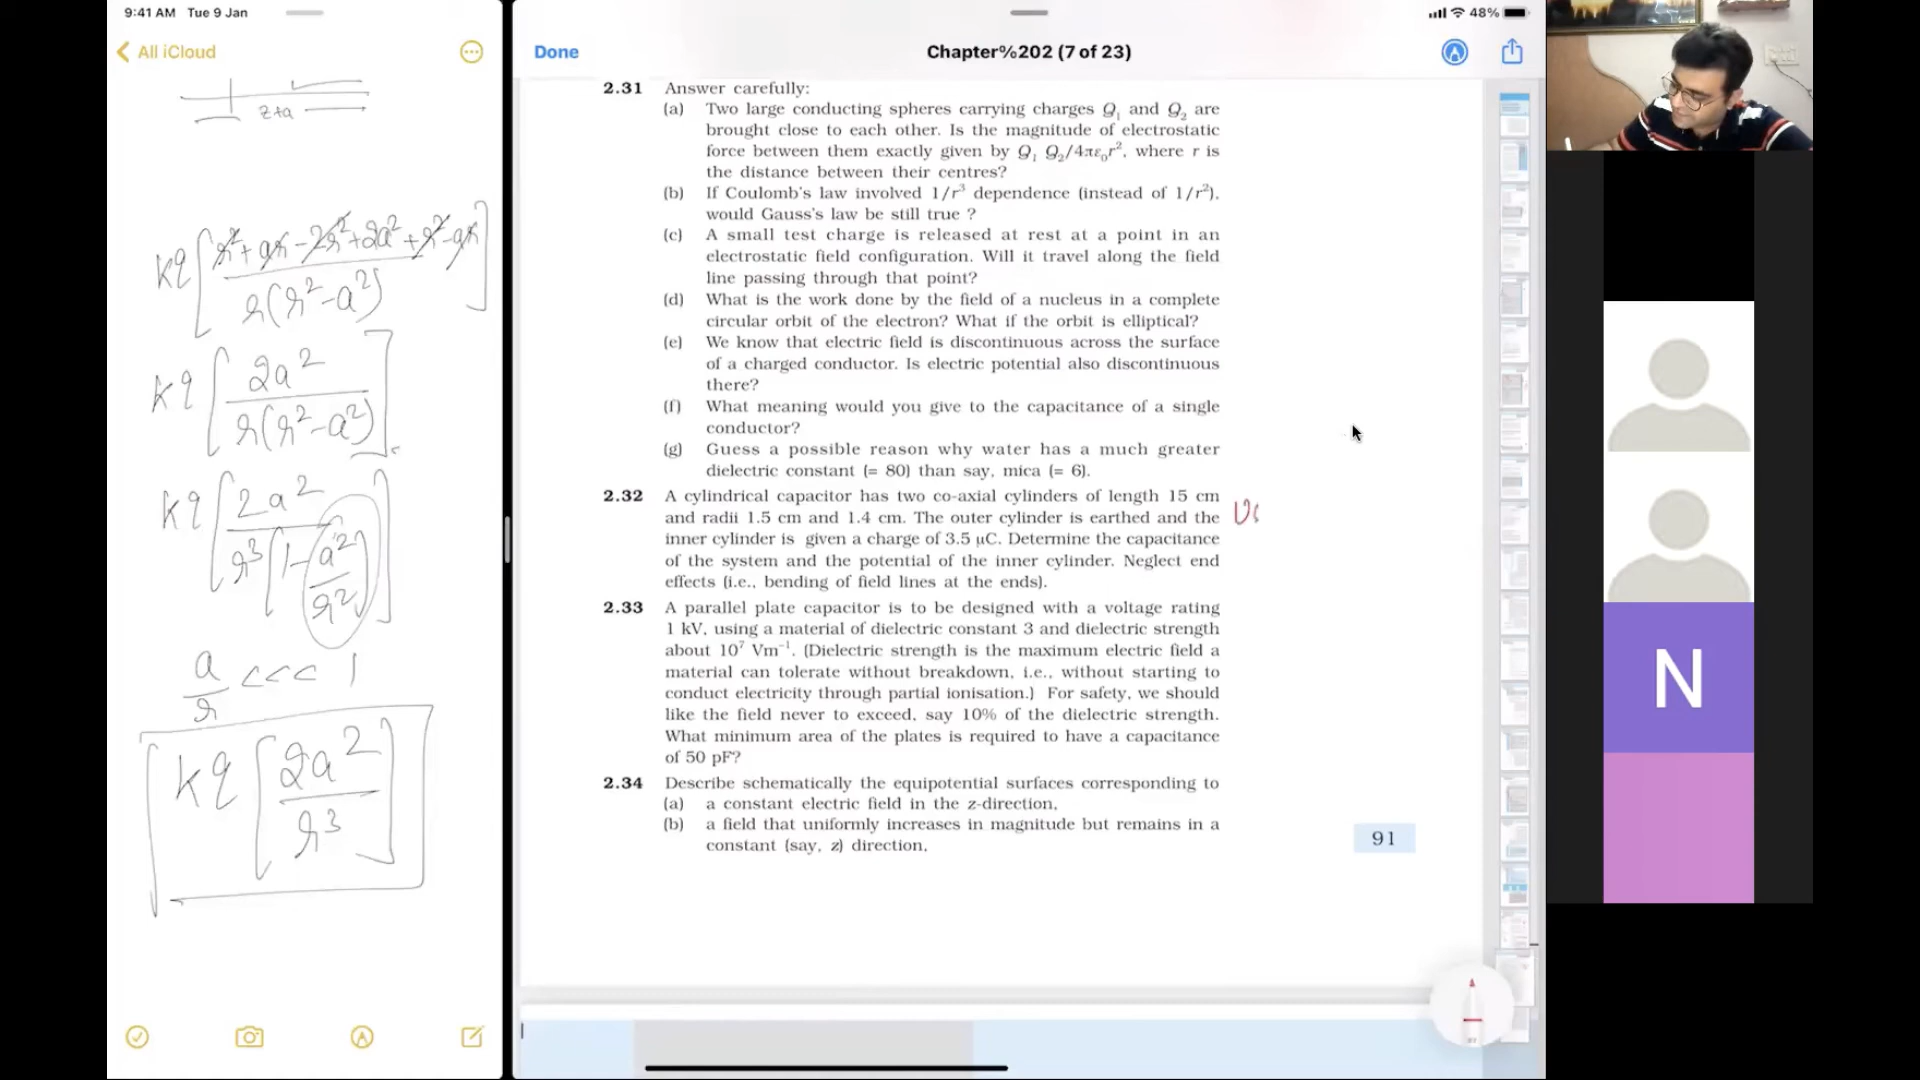 9:41 AM Tue 9 Jan
All iCloud
z+a
kq [ r² + ar - 2r² + 2a² + r² - ar / r(r² - a²) ]
kq [ 2a² / r(r² - a²) ]
kq [ 2a² / r³ [1 - a²/r²] ]
a/r <<< 1
kq [ 2a² / r³ ]
48%
Done
Chapter%202 (7 of 23)
2.31 Answer carefully:
(a) Two large conducting spheres carrying charges Q₁ and Q₂ are
brought close to each other. Is the magnitude of electrostatic
force between them exactly given by Q₁ Q₂/4πε₀r², where r is
the distance between their centres?
(b) If Coulomb's law involved 1/r³ dependence (instead of 1/r²),
would Gauss's law be still true ?
(c) A small test charge is released at rest at a point in an
electrostatic field configuration. Will it travel along the field
line passing through that point?
(d) What is the work done by the field of a nucleus in a complete
circular orbit of the electron? What if the orbit is elliptical?
(e) We know that electric field is discontinuous across the surface
of a charged conductor. Is electric potential also discontinuous
there?
(f) What meaning would you give to the capacitance of a single
conductor?
(g) Guess a possible reason why water has a much greater
dielectric constant (= 80) than say, mica (= 6).
2.32 A cylindrical capacitor has two co-axial cylinders of length 15 cm
and radii 1.5 cm and 1.4 cm. The outer cylinder is earthed and the
inner cylinder is given a charge of 3.5 μC. Determine the capacitance
of the system and the potential of the inner cylinder. Neglect end
effects (i.e., bending of field lines at the ends).
2.33 A parallel plate capacitor is to be designed with a voltage rating
1 kV, using a material of dielectric constant 3 and dielectric strength
about 10⁷ Vm⁻¹. (Dielectric strength is the maximum electric field a
material can tolerate without breakdown, i.e., without starting to
conduct electricity through partial ionisation.) For safety, we should
like the field never to exceed, say 10% of the dielectric strength.
What minimum area of the plates is required to have a capacitance
of 50 pF?
2.34 Describe schematically the equipotential surfaces corresponding to
(a) a constant electric field in the z-direction,
(b) a field that uniformly increases in magnitude but remains in a
constant (say, z) direction,
91
N